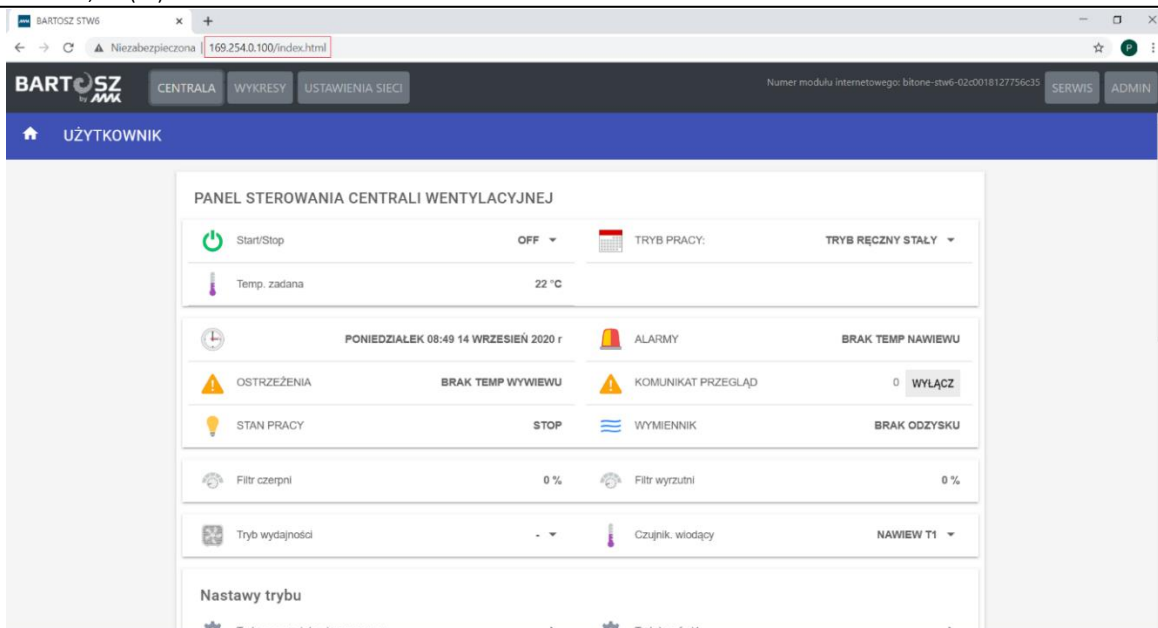 BARTOSZ STW6
Niezabezpieczona | 169.254.0.100/index.html
P
BARTOSZ by
CENTRALA WYKRESY USTAWIENIA SIECI Numer modułu internetowego: bitone-stw6-02c0018127756c35 SERWIS ADMIN
UŻYTKOWNIK
PANEL STEROWANIA CENTRALI WENTYLACYJNEJ
Start/Stop OFF TRYB PRACY: TRYB RĘCZNY STAŁY
Temp. zadana 22 °C
PONIEDZIAŁEK 08:49 14 WRZESIEŃ 2020 r ALARMY BRAK TEMP NAWIEWU
OSTRZEŻENIA BRAK TEMP WYWIEWU KOMUNIKAT PRZEGLĄD 0 WYŁĄCZ
STAN PRACY STOP WYMIENNIK BRAK ODZYSKU
Filtr czerpni 0 % Filtr wyrzutni 0 %
Tryb wydajności - Czujnik. wiodący NAWIEW T1
Nastawy trybu